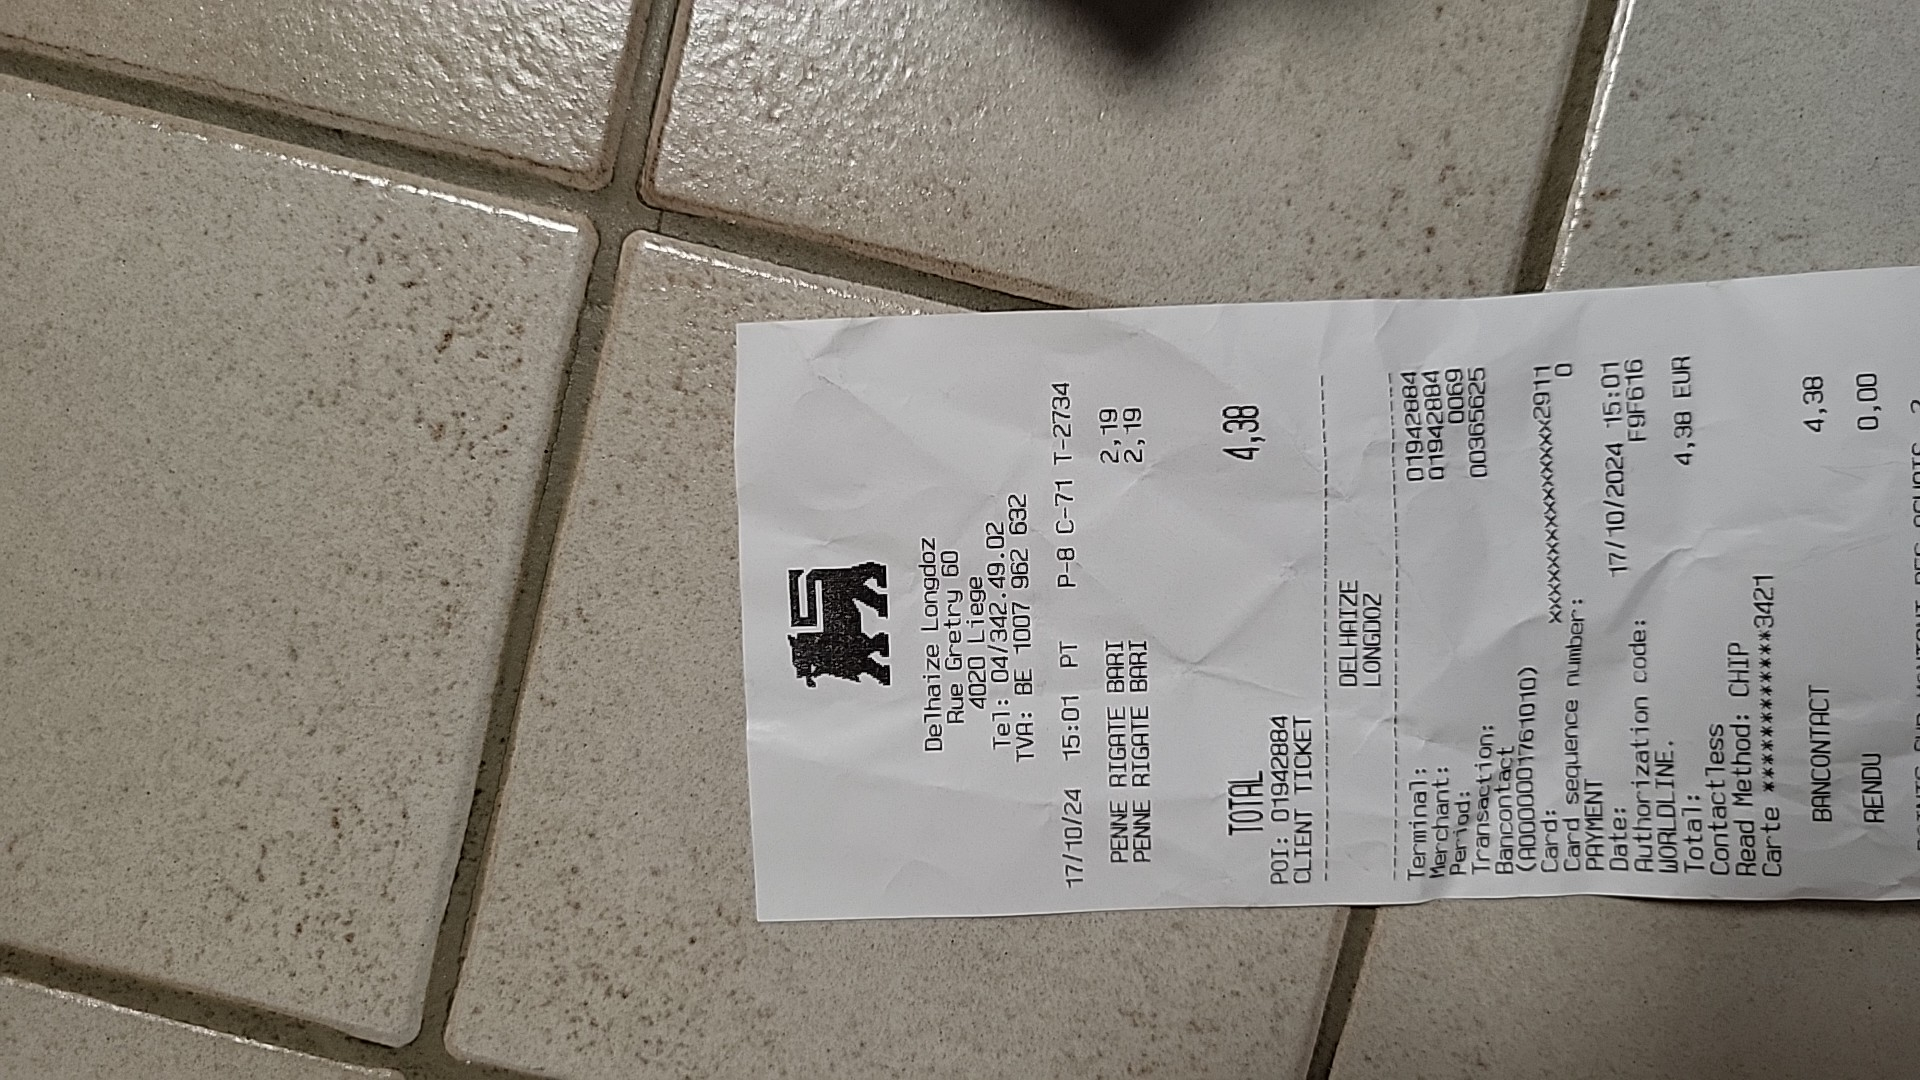 Delhaize Longdoz
Rue Gretry 60
4020 Liege
Tel: 04/342.49.02
TVA: BE 1007 962 632
17/10/24 15:01 PT P-8 C-71 T-2734
PENNE RIGATE BARI 2,19
PENNE RIGATE BARI 2,19
TOTAL 4,38
POI: 01942884
CLIENT TICKET
DELHAIZE
LONGDOZ
Terminal: 01942884
Merchant: 01942884
Period: 0069
Transaction: 00365625
Bancontact
(A0000001761010)
Card: xxxxxxxxxxxxxxx2911
Card sequence number: 0
PAYMENT
Date: 17/10/2024 15:01
Authorization code: F9F616
WORLDLINE.
Total: 4,38 EUR
Contactless
Read Method: CHIP
Carte ***************3421
BANCONTACT 4,38
RENDU 0,00